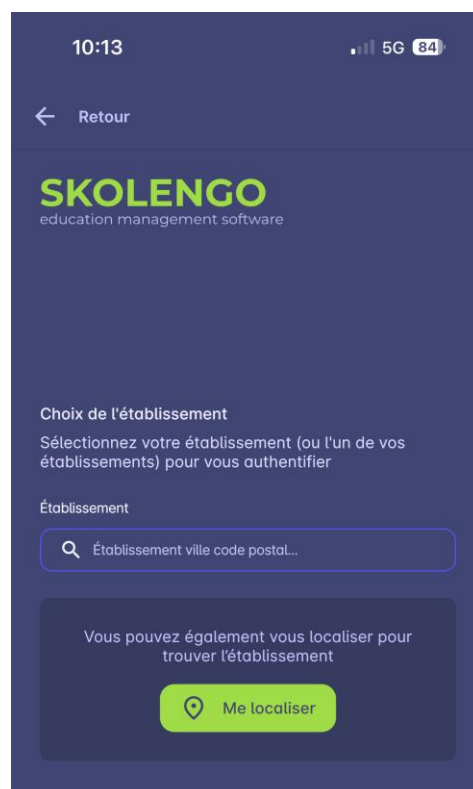 10:13
5G 84
Retour
SKOLENGO
education management software
Choix de l'établissement
Sélectionnez votre établissement (ou l'un de vos
établissements) pour vous authentifier
Établissement
Établissement ville code postal...
Vous pouvez également vous localiser pour
trouver l'établissement
Me localiser